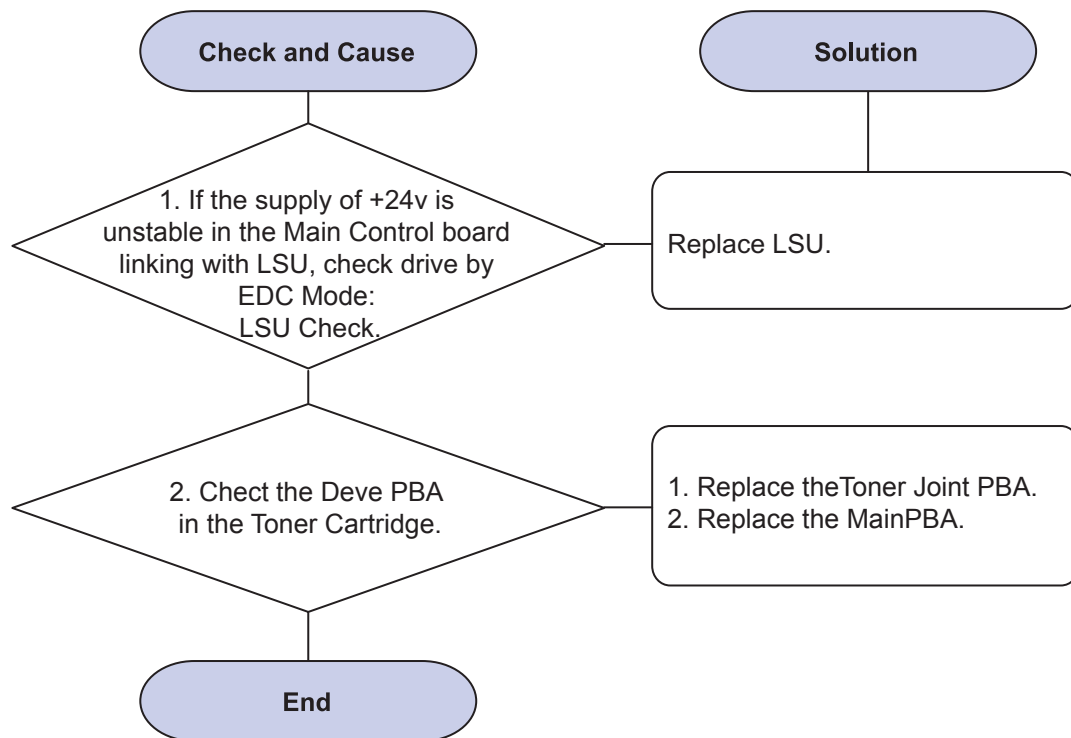 Check and Cause
Solution
1. If the supply of +24v is
unstable in the Main Control board
linking with LSU, check drive by
EDC Mode:
LSU Check.
Replace LSU.
2. Chect the Deve PBA
in the Toner Cartridge.
1. Replace theToner Joint PBA.
2. Replace the MainPBA.
End